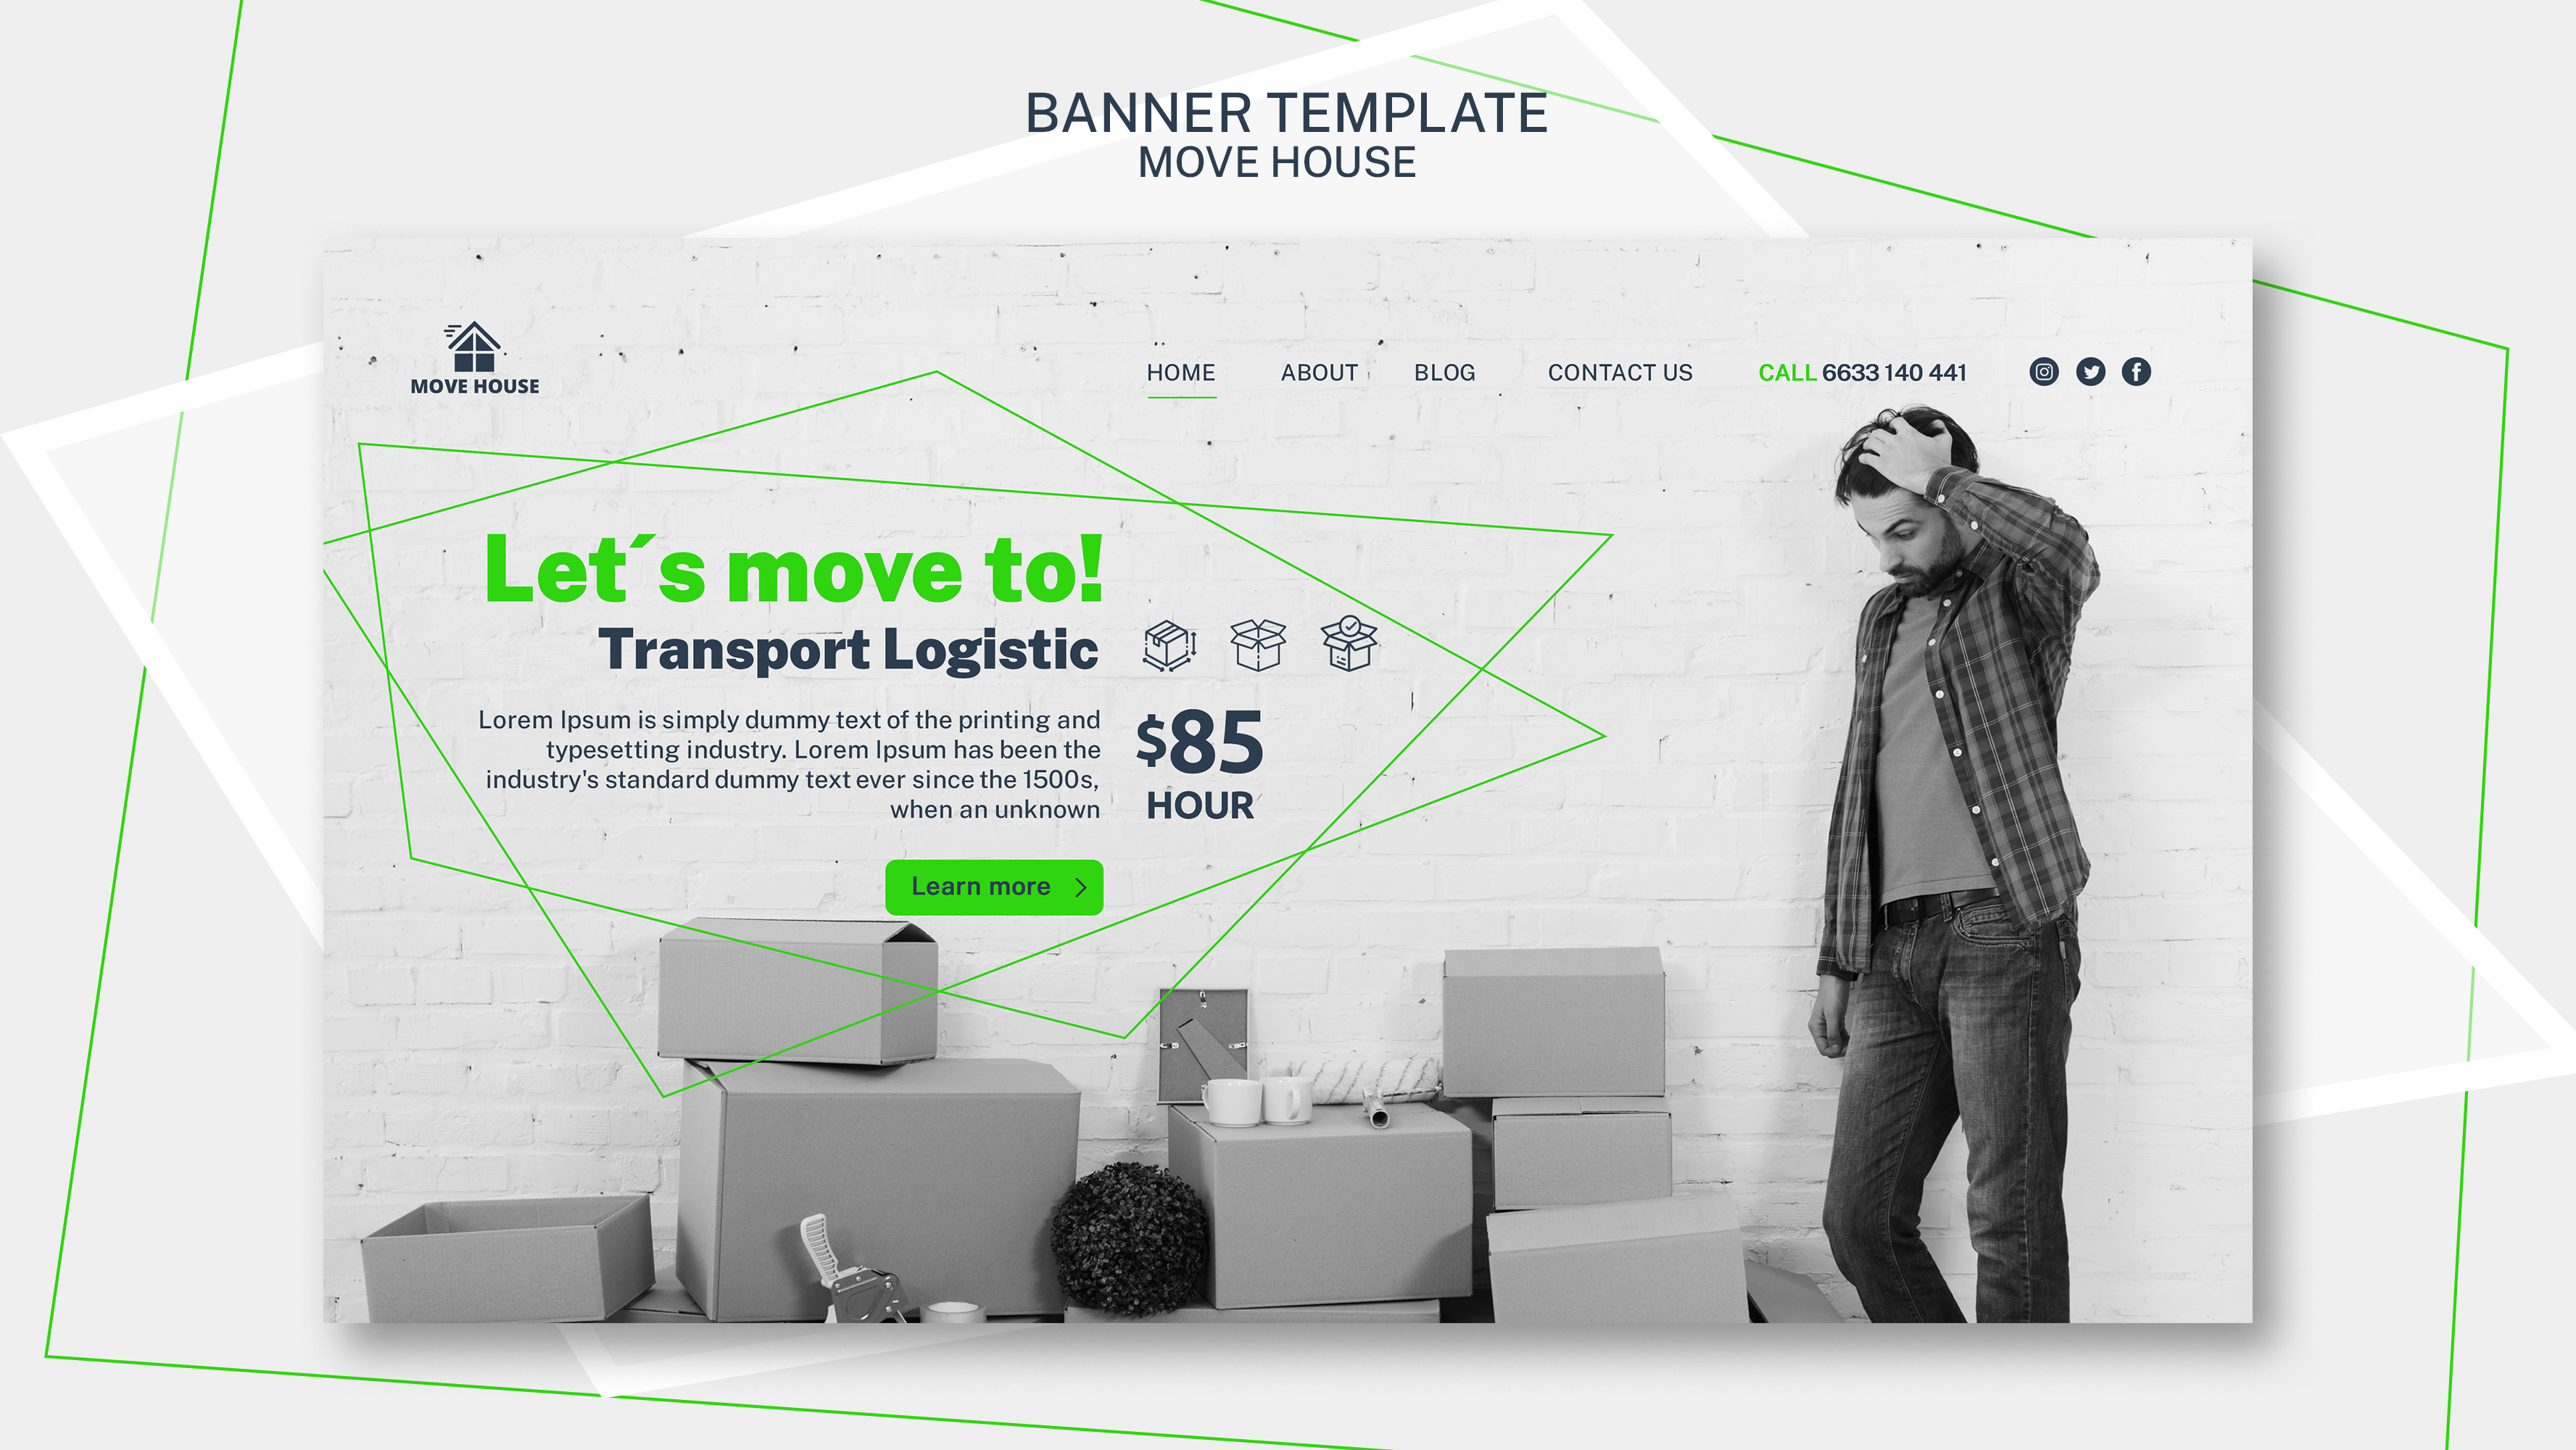 BANNER TEMPLATE
MOVE HOUSE
MOVE HOUSE
HOME ABOUT BLOG CONTACT US CALL 6633 140 441
Let´s move to!
Transport Logistic
Lorem Ipsum is simply dummy text of the printing and
typesetting industry. Lorem Ipsum has been the
industry's standard dummy text ever since the 1500s,
when an unknown
$85
HOUR
Learn more